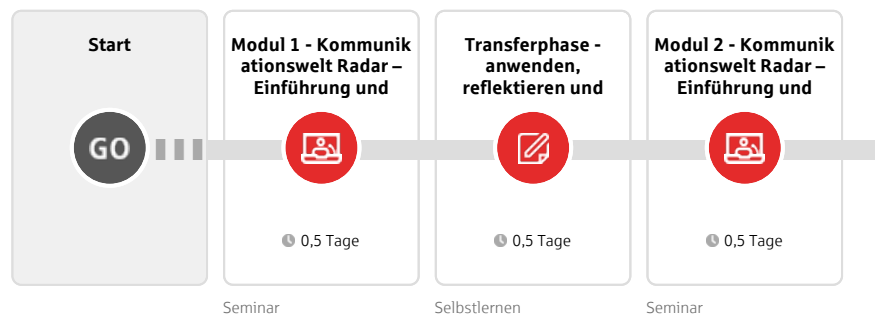 Start
GO
Modul 1 - Kommunik
ationswelt Radar –
Einführung und
0,5 Tage
Seminar
Transferphase -
anwenden,
reflektieren und
0,5 Tage
Selbstlernen
Modul 2 - Kommunik
ationswelt Radar –
Einführung und
0,5 Tage
Seminar